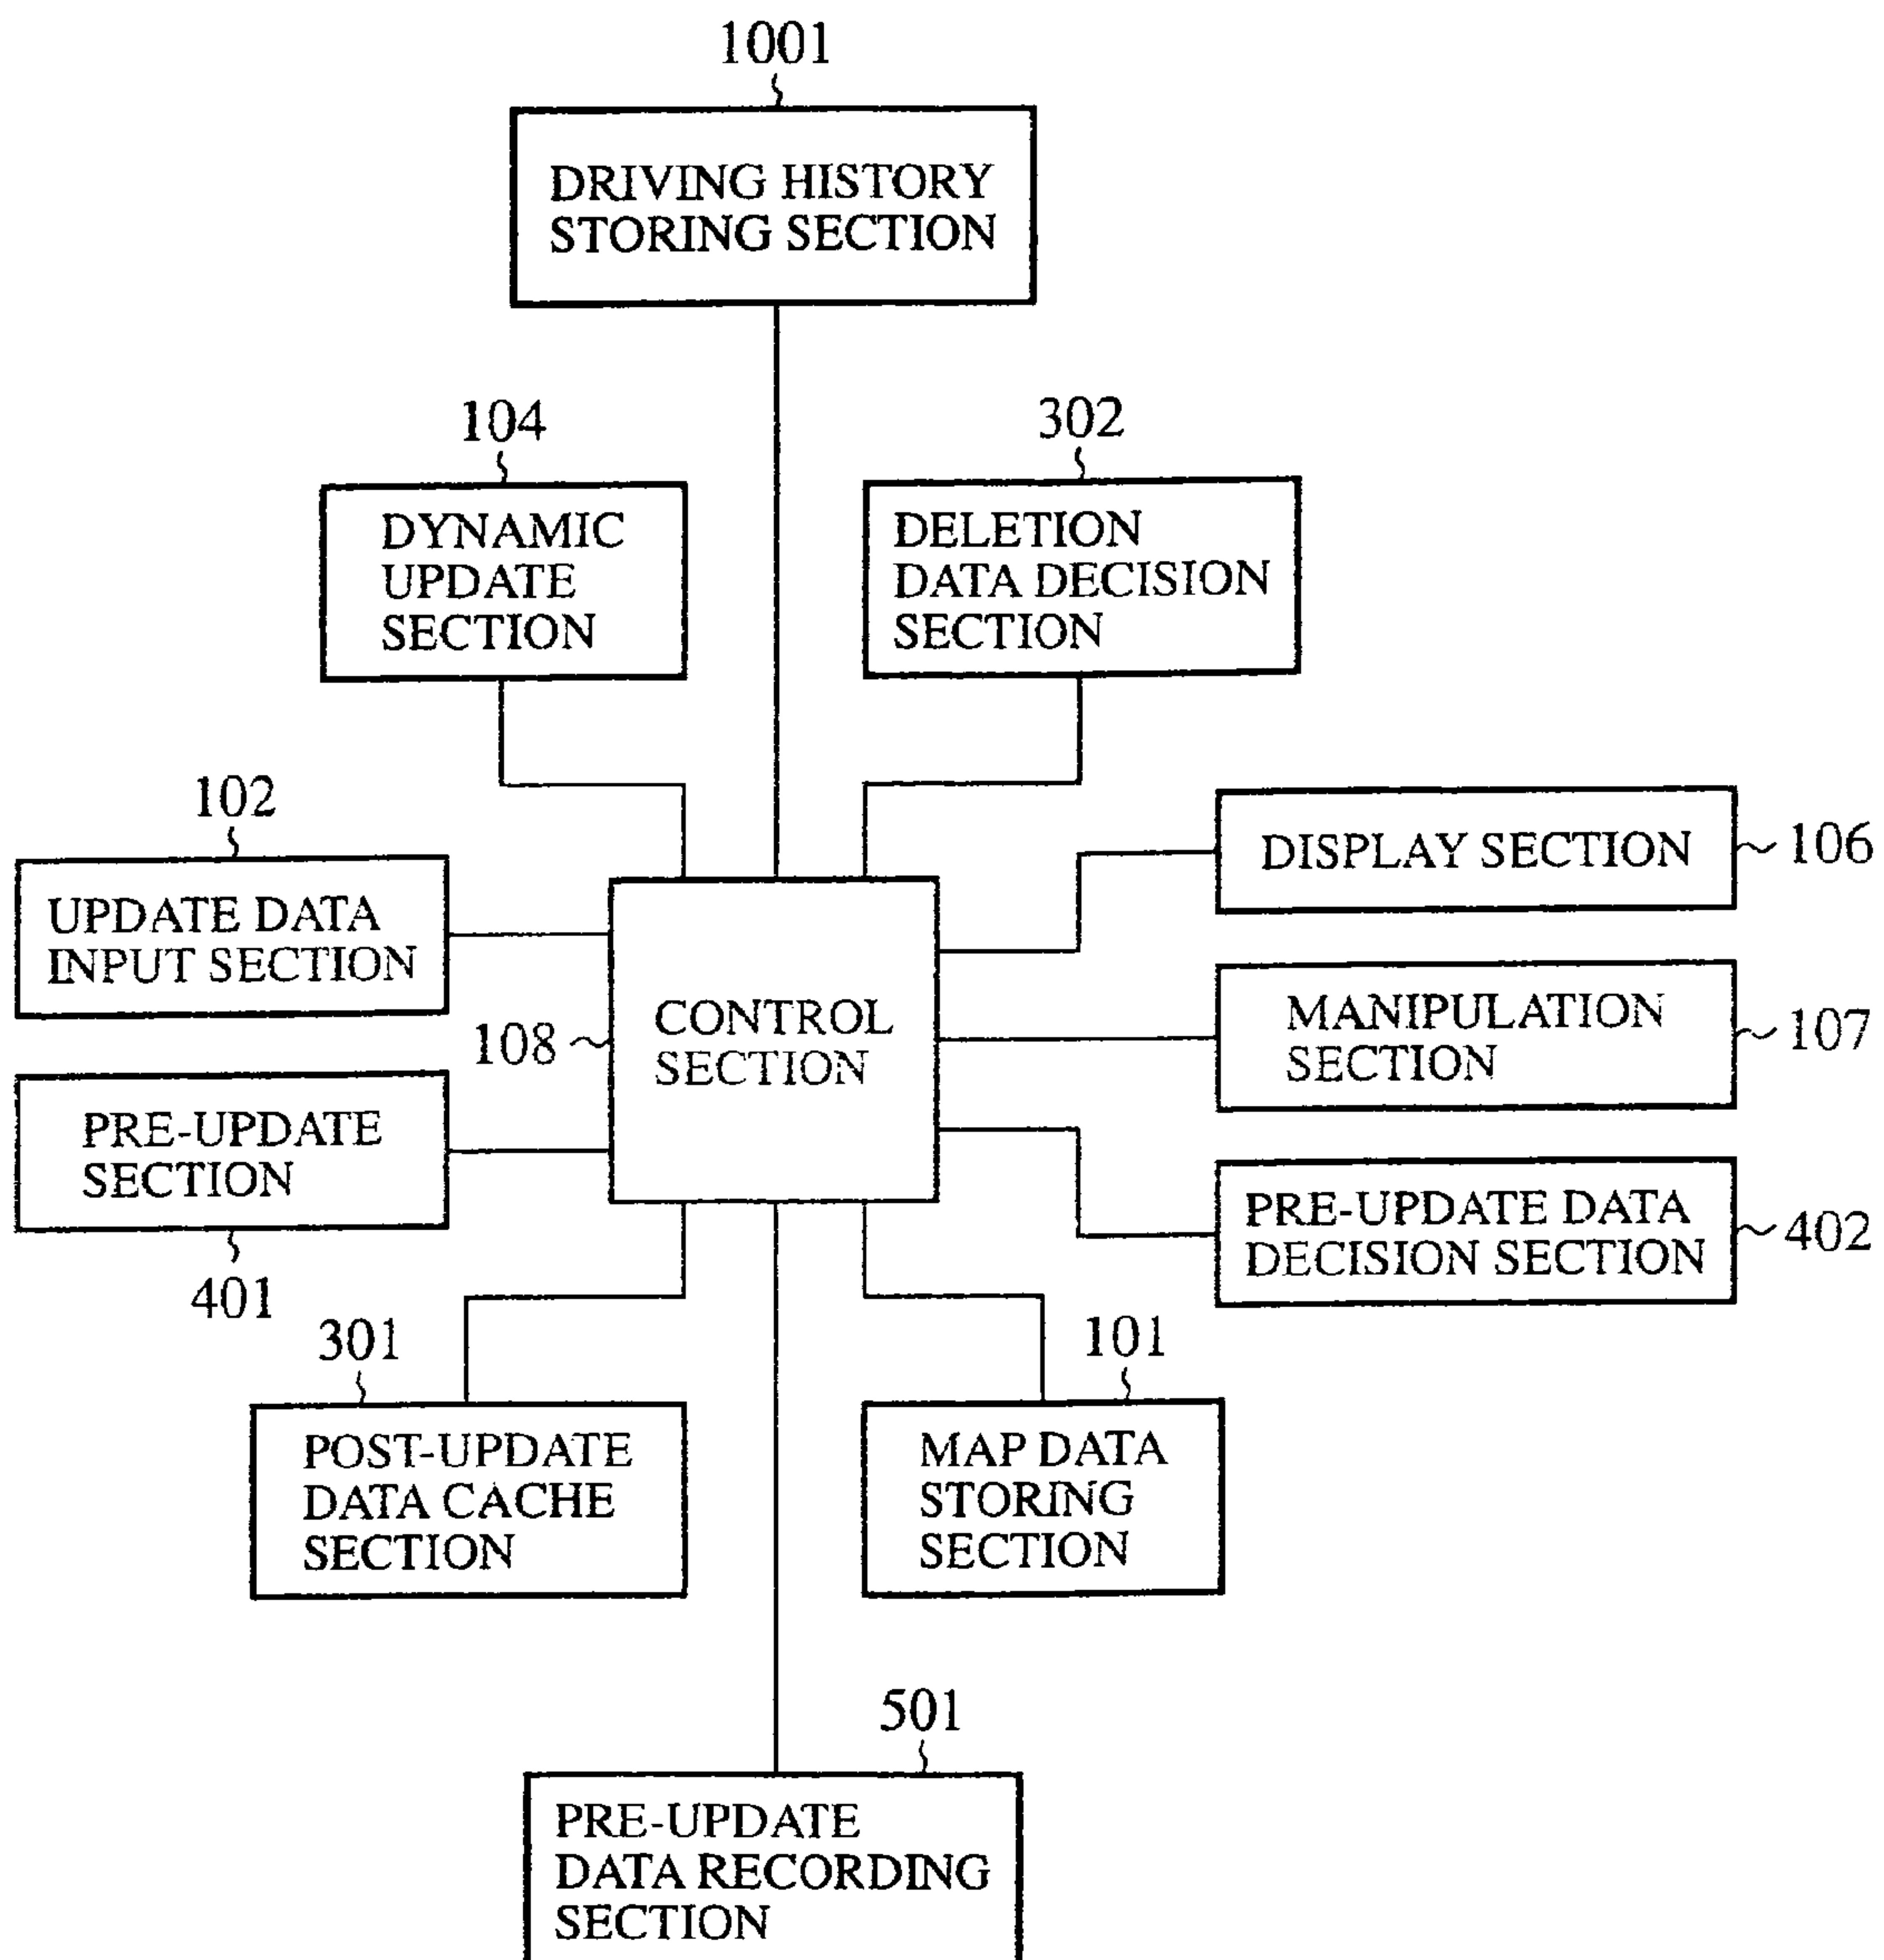 1001
DRIVING HISTORY
STORING SECTION
104
DYNAMIC
UPDATE
SECTION
302
DELETION
DATA DECISION
SECTION
102
UPDATE DATA
INPUT SECTION
DISPLAY SECTION
106
108
CONTROL
SECTION
MANIPULATION
SECTION
107
PRE-UPDATE
SECTION
401
PRE-UPDATE DATA
DECISION SECTION
402
301
POST-UPDATE
DATA CACHE
SECTION
101
MAP DATA
STORING
SECTION
501
PRE-UPDATE
DATA RECORDING
SECTION